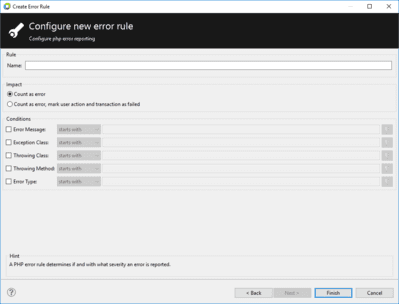 Create Error Rule
Configure new error rule
Configure php error reporting
Rule
Name:
Impact
Count as error
Count as error, mark user action and transaction as failed
Conditions
Error Message: starts with
Exception Class: starts with
Throwing Class: starts with
Throwing Method: starts with
Error Type: starts with
Hint
A PHP error rule determines if and with what severity an error is reported.
? < Back Next > Finish Cancel